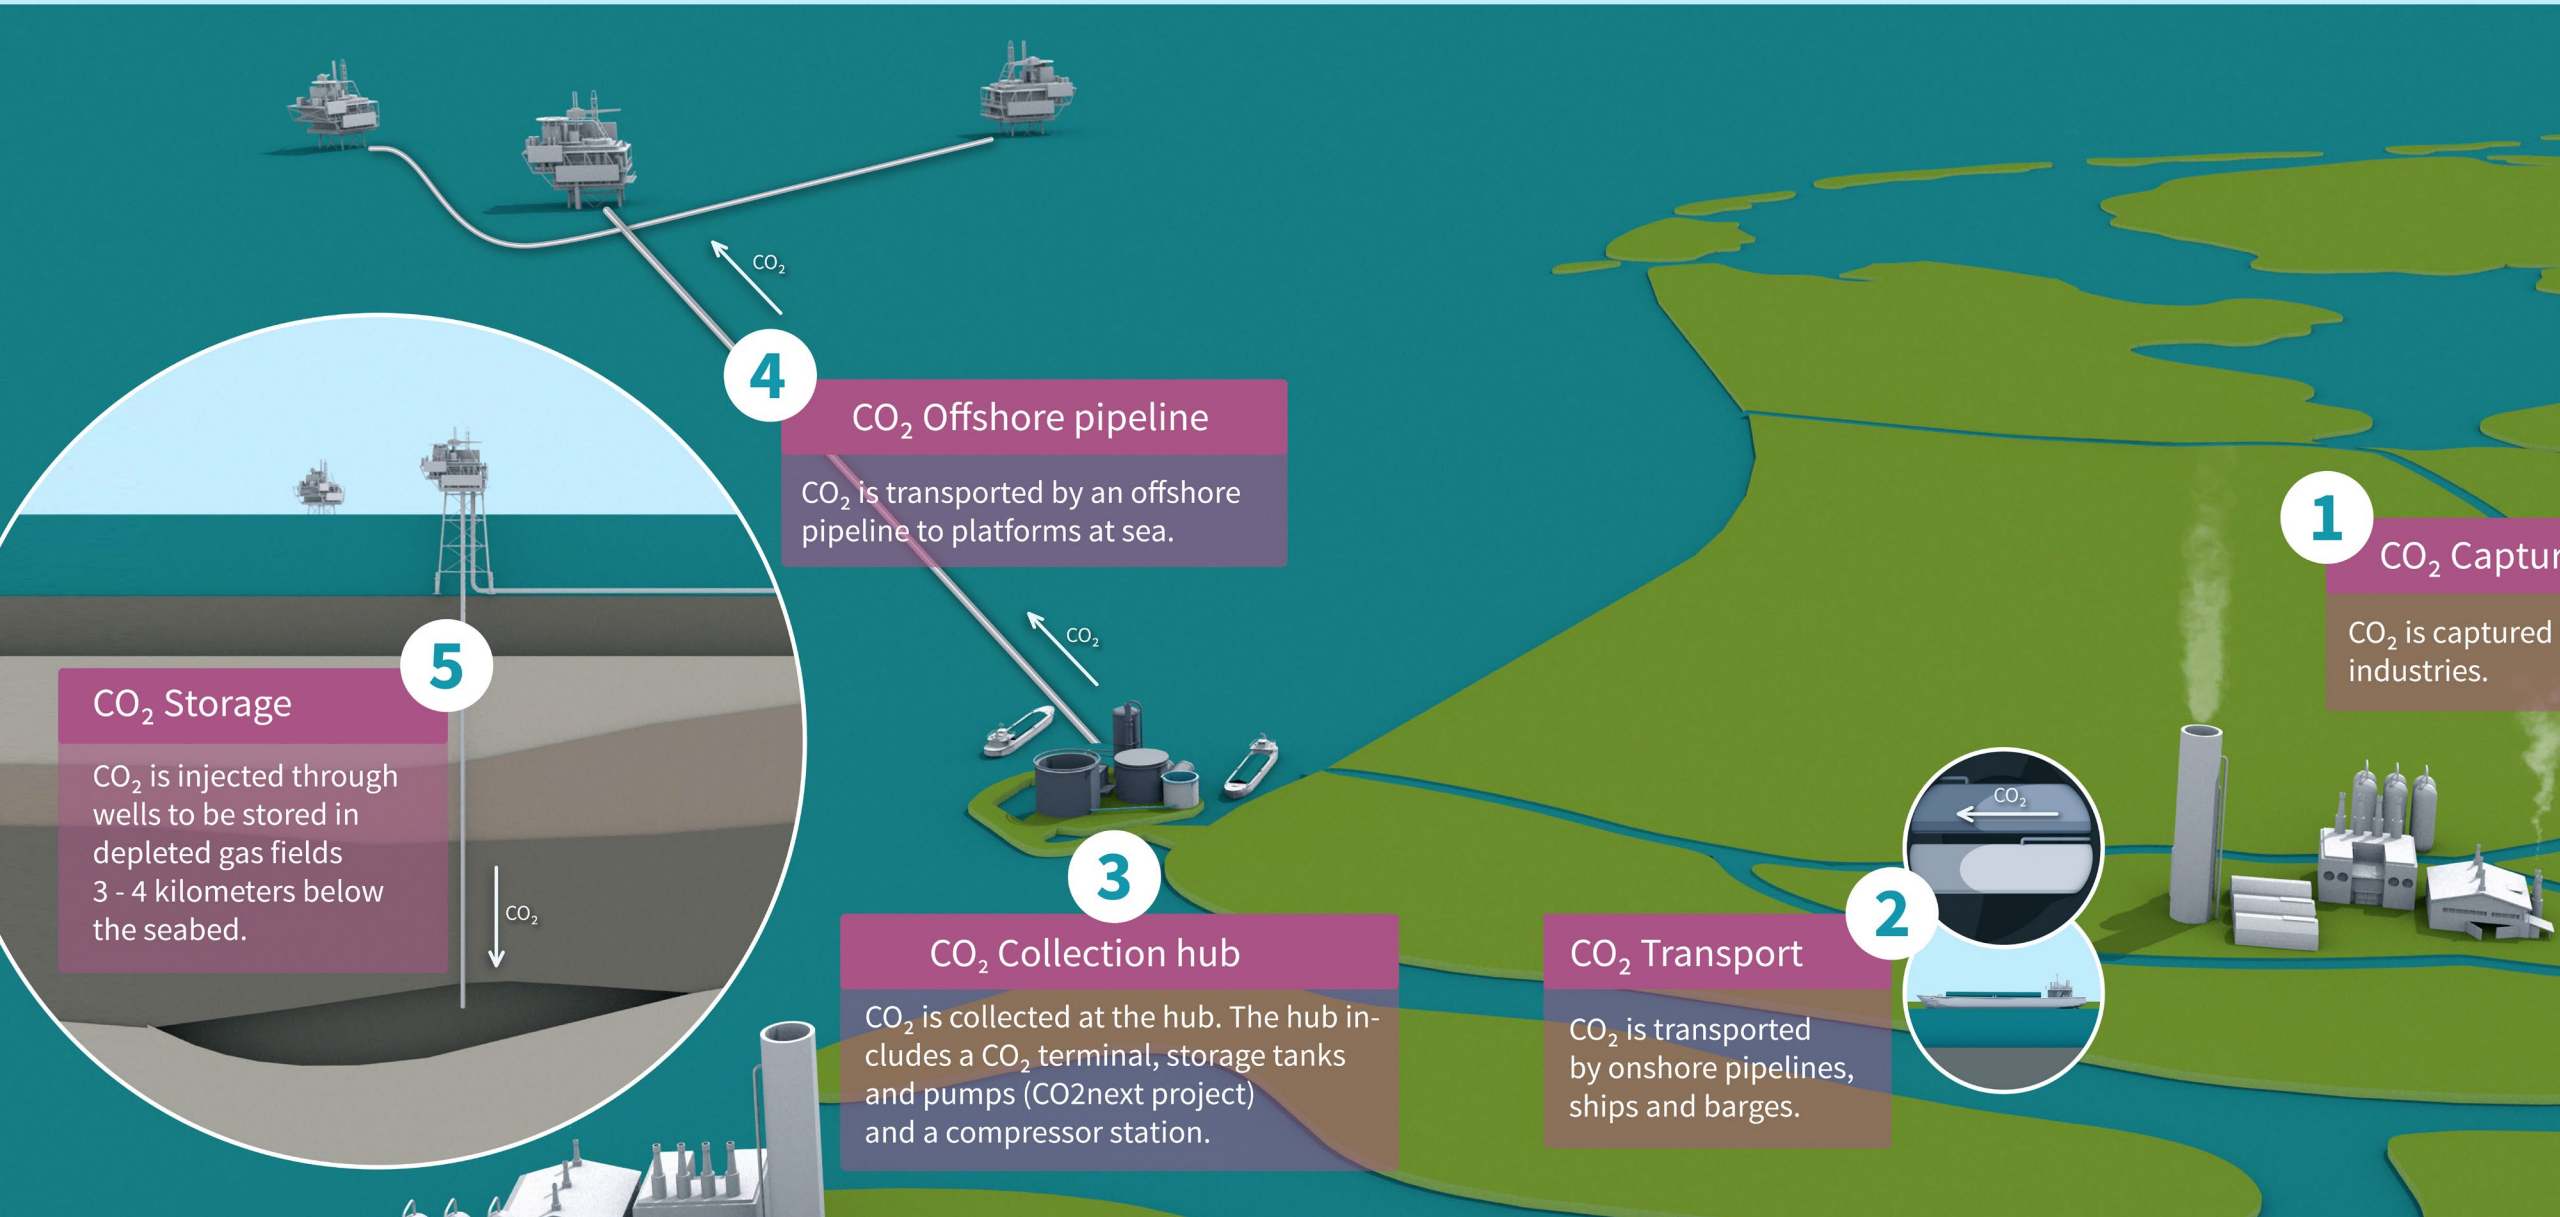 CO₂
4
CO₂ Offshore pipeline
CO₂ is transported by an offshore
pipeline to platforms at sea.
1
CO₂ Captur
CO₂ is captured
industries.
CO₂
5
CO₂ Storage
CO₂ is injected through
wells to be stored in
depleted gas fields
3 - 4 kilometers below
the seabed.
CO₂
3
CO₂ Collection hub
CO₂ is collected at the hub. The hub in-
cludes a CO₂ terminal, storage tanks
and pumps (CO2next project)
and a compressor station.
CO₂
2
CO₂ Transport
CO₂ is transported
by onshore pipelines,
ships and barges.